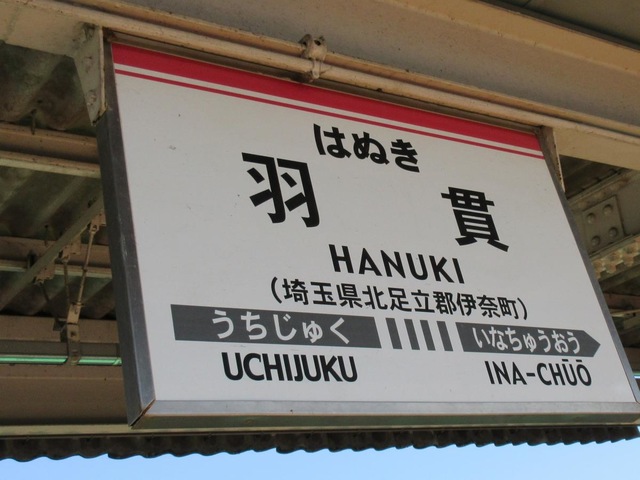 はぬき
羽貫
HANUKI
(埼玉県北足立郡伊奈町)
うちじゅく いなちゅうおう
UCHIJUKU INA-CHŪŌ